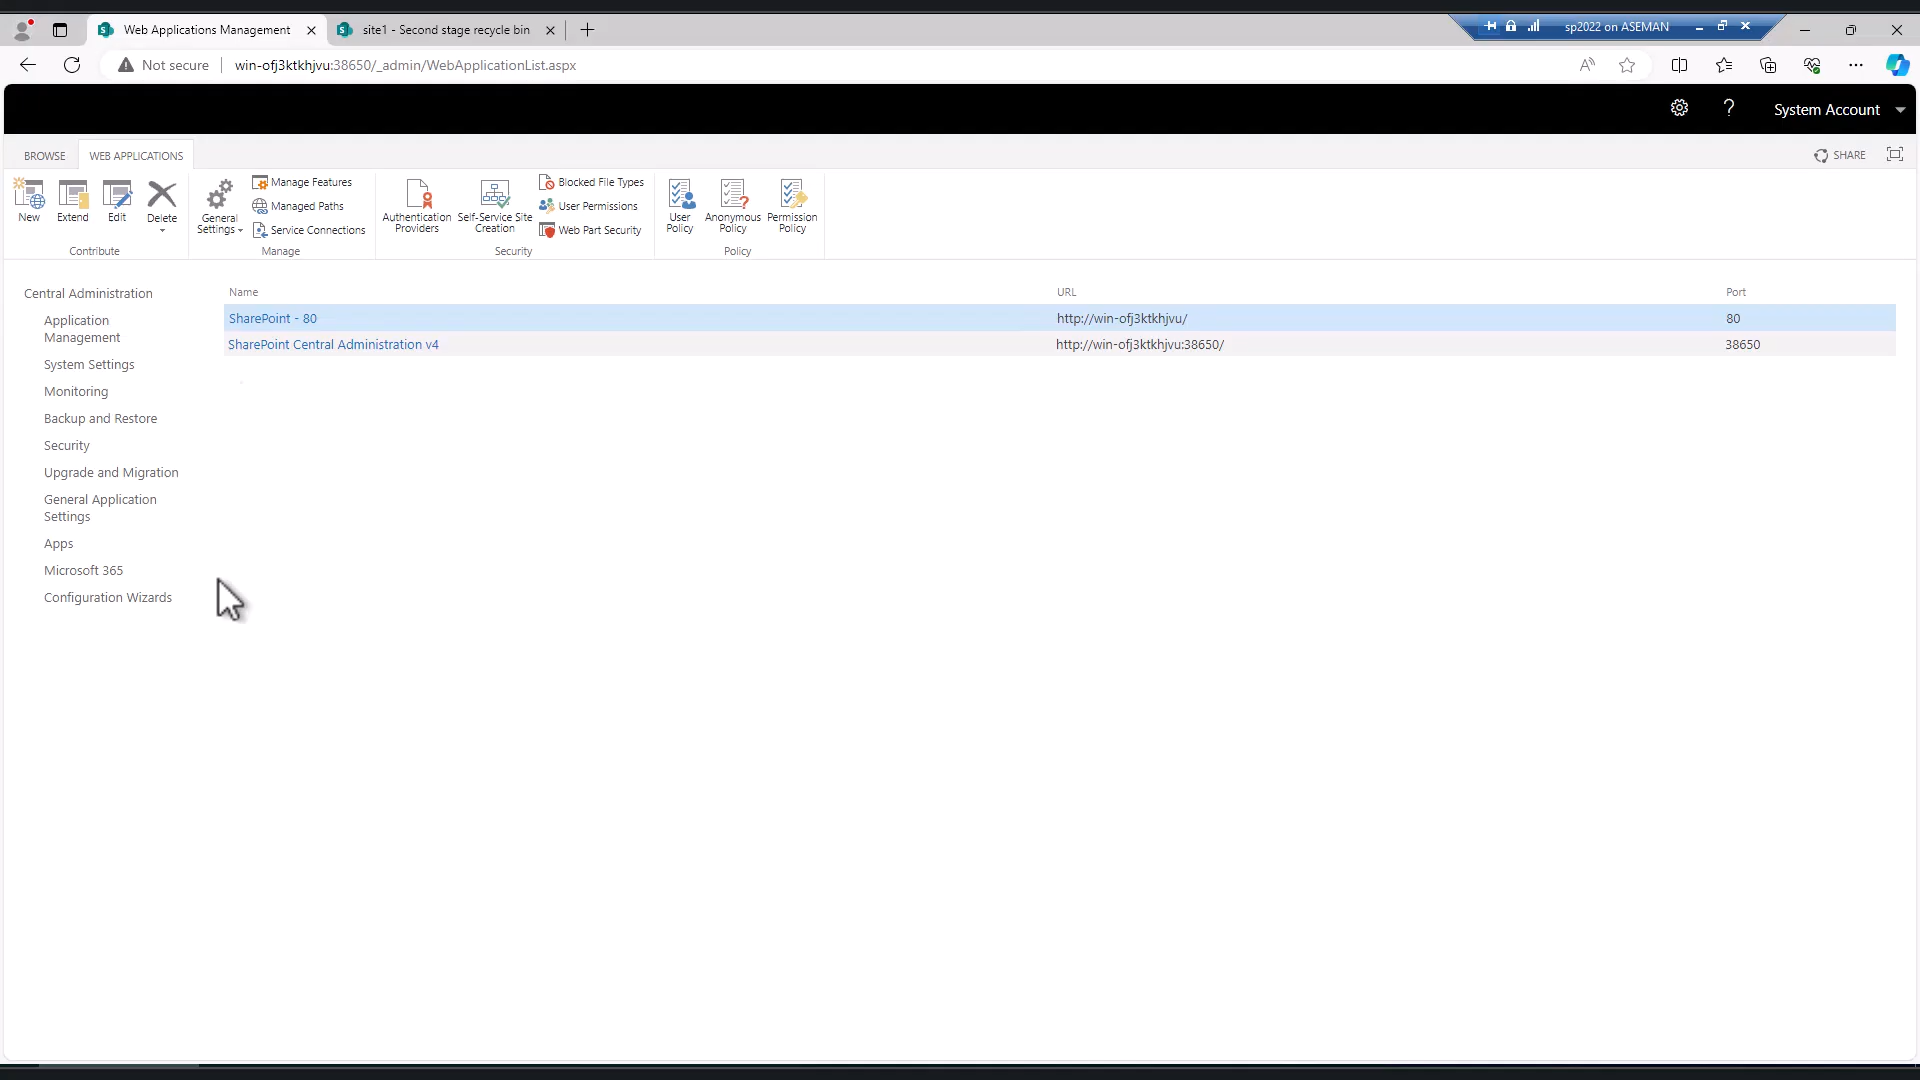 Web Applications Management
site1 - Second stage recycle bin
sp2022 on ASEMAN
Not secure
win-ofj3ktkhjvu:38650/_admin/WebApplicationList.aspx
System Account
BROWSE
WEB APPLICATIONS
SHARE
New
Extend
Edit
Delete
Contribute
General
Settings
Manage Features
Managed Paths
Service Connections
Manage
Authentication
Providers
Self-Service Site
Creation
Blocked File Types
User Permissions
Web Part Security
Security
User
Policy
Anonymous
Policy
Permission
Policy
Policy
Central Administration
Application
Management
System Settings
Monitoring
Backup and Restore
Security
Upgrade and Migration
General Application
Settings
Apps
Microsoft 365
Configuration Wizards
Name URL Port
SharePoint - 80 http://win-ofj3ktkhjvu/ 80
SharePoint Central Administration v4 http://win-ofj3ktkhjvu:38650/ 38650